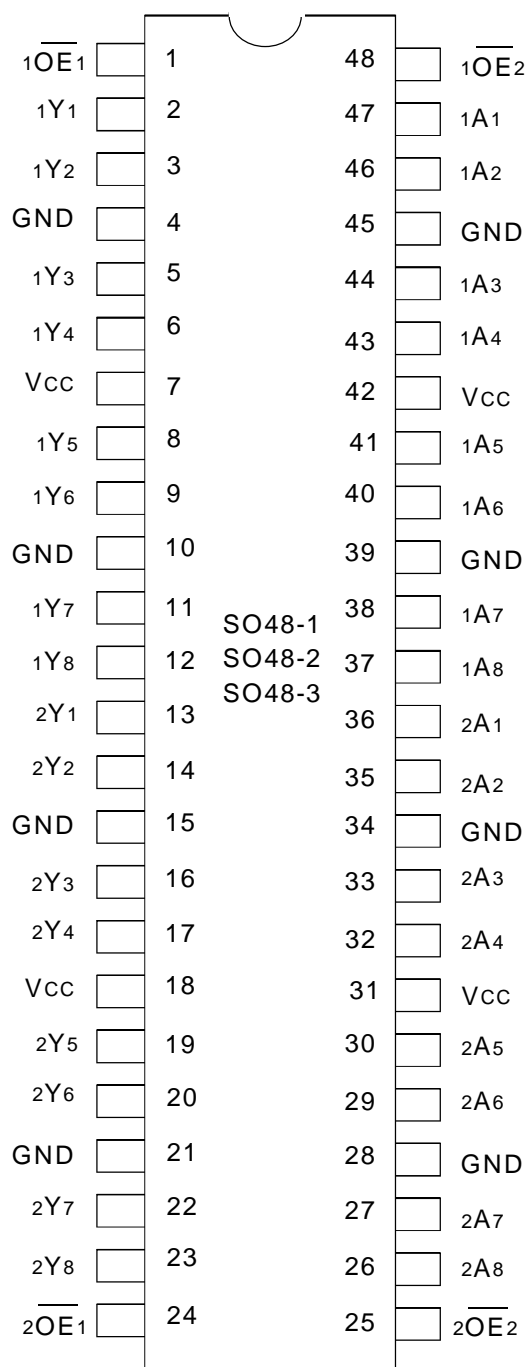 1OE1 1 48 1OE2
1Y1 2 47 1A1
1Y2 3 46 1A2
GND 4 45 GND
1Y3 5 44 1A3
1Y4 6 43 1A4
VCC 7 42 VCC
1Y5 8 41 1A5
1Y6 9 40 1A6
GND 10 39 GND
1Y7 11 38 1A7
SO48-1
1Y8 12 SO48-2 37 1A8
SO48-3
2Y1 13 36 2A1
2Y2 14 35 2A2
GND 15 34 GND
2Y3 16 33 2A3
2Y4 17 32 2A4
VCC 18 31 VCC
2Y5 19 30 2A5
2Y6 20 29 2A6
GND 21 28 GND
2Y7 22 27 2A7
2Y8 23 26 2A8
2OE1 24 25 2OE2